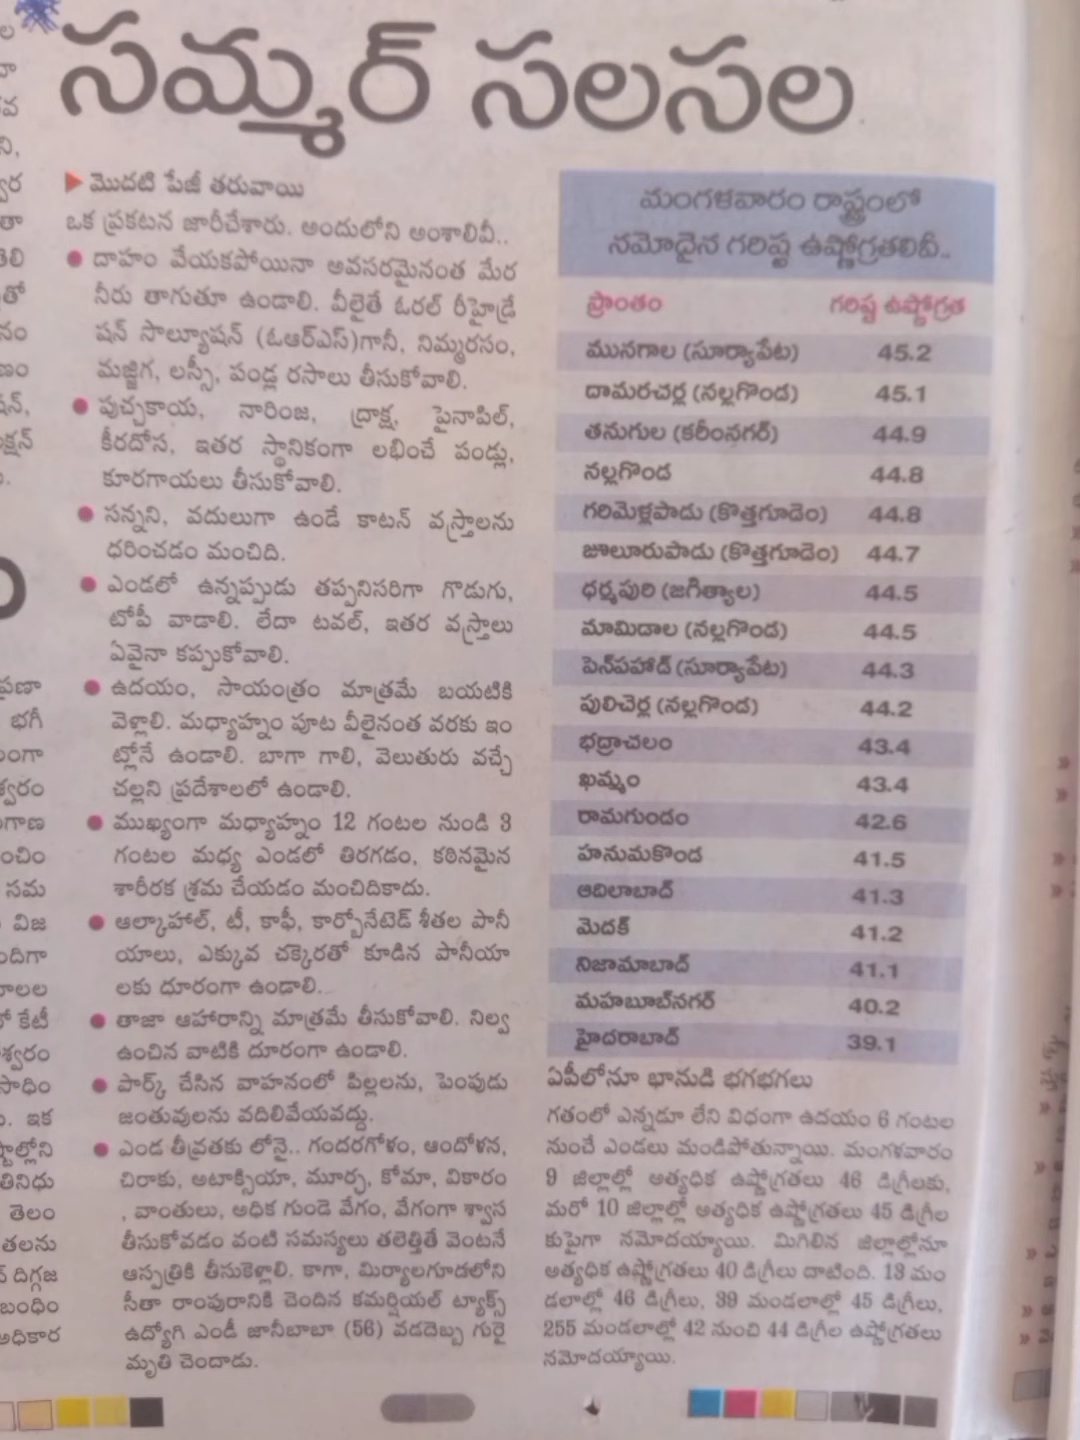 సమ్మర్ సలసల
మొదటి పేజీ తరువాయి
ఒక ప్రకటన జారీచేశారు. అందులోని అంశాలివీ..
● దాహం వేయకపోయినా అవసరమైనంత మేర
నీరు తాగుతూ ఉండాలి. వీలైతే ఓరల్ రీహైడ్రే
షన్ సొల్యూషన్ (ఓఆర్ఎస్)గానీ, నిమ్మరసం,
మజ్జిగ, లస్సీ, పండ్ల రసాలు తీసుకోవాలి.
● పుచ్చకాయ, నారింజ, ద్రాక్ష, పైనాపిల్,
కీరదోస, ఇతర స్థానికంగా లభించే పండ్లు,
కూరగాయలు తీసుకోవాలి.
● సన్నని, వదులుగా ఉండే కాటన్ వస్త్రాలను
ధరించడం మంచిది.
● ఎండలో ఉన్నప్పుడు తప్పనిసరిగా గొడుగు,
టోపీ వాడాలి. లేదా టవల్, ఇతర వస్త్రాలు
ఏవైనా కప్పుకోవాలి.
● ఉదయం, సాయంత్రం మాత్రమే బయటికి
వెళ్లాలి. మధ్యాహ్నం పూట వీలైనంత వరకు ఇం
ట్లోనే ఉండాలి. బాగా గాలి, వెలుతురు వచ్చే
చల్లని ప్రదేశాలలో ఉండాలి.
● ముఖ్యంగా మధ్యాహ్నం 12 గంటల నుండి 3
గంటల మధ్య ఎండలో తిరగడం, కఠినమైన
శారీరక శ్రమ చేయడం మంచిదికాదు.
● ఆల్కాహాల్, టీ, కాఫీ, కార్బోనేటెడ్ శీతల పానీ
యాలు, ఎక్కువ చక్కెరతో కూడిన పానీయా
లకు దూరంగా ఉండాలి..
● తాజా ఆహారాన్ని మాత్రమే తీసుకోవాలి. నిల్వ
ఉంచిన వాటికి దూరంగా ఉండాలి.
● పార్క్ చేసిన వాహనంలో పిల్లలను, పెంపుడు
జంతువులను వదిలివేయవద్దు.
● ఎండ తీవ్రతకు లోనై.. గందరగోళం, ఆందోళన,
చిరాకు, అటాక్సియా, మూర్ఛ, కోమా, వికారం
, వాంతులు, అధిక గుండె వేగం, వేగంగా శ్వాస
తీసుకోవడం వంటి సమస్యలు తలెత్తితే వెంటనే
ఆస్పత్రికి తీసుకెళ్లాలి. కాగా, మిర్యాలగూడలోని
సీతా రాంపురానికి చెందిన కమర్షియల్ ట్యాక్స్
ఉద్యోగి ఎండీ జానీబాబా (56) వడదెబ్బ గురై
మృతి చెందాడు.
మంగళవారం రాష్ట్రంలో
నమోదైన గరిష్ట ఉష్ణోగ్రతలివీ..
ప్రాంతం గరిష్ట ఉష్ణోగ్రత
మునగాల (సూర్యాపేట) 45.2
దామరచర్ల (నల్లగొండ) 45.1
తనుగుల (కరీంనగర్) 44.9
నల్లగొండ 44.8
గరిమెళ్లపాడు (కొత్తగూడెం) 44.8
జూలూరుపాడు (కొత్తగూడెం) 44.7
ధర్మపురి (జగిత్యాల) 44.5
మామిదాల (నల్లగొండ) 44.5
పెన్‌పహాడ్ (సూర్యాపేట) 44.3
పులిచెర్ల (నల్లగొండ) 44.2
భద్రాచలం 43.4
ఖమ్మం 43.4
రామగుండం 42.6
హనుమకొండ 41.5
ఆదిలాబాద్ 41.3
మెదక్ 41.2
నిజామాబాద్ 41.1
మహబూబ్‌నగర్ 40.2
హైదరాబాద్ 39.1
ఏపీలోనూ భానుడి భగభగలు
గతంలో ఎన్నడూ లేని విధంగా ఉదయం 6 గంటల
నుంచే ఎండలు మండిపోతున్నాయి. మంగళవారం
9 జిల్లాల్లో అత్యధిక ఉష్ణోగ్రతలు 46 డిగ్రీలకు,
మరో 10 జిల్లాల్లో అత్యధిక ఉష్ణోగ్రతలు 45 డిగ్రీల
కుపైగా నమోదయ్యాయి. మిగిలిన జిల్లాల్లోనూ
అత్యధిక ఉష్ణోగ్రతలు 40 డిగ్రీలు దాటింది. 13 మం
డలాల్లో 46 డిగ్రీలు, 39 మండలాల్లో 45 డిగ్రీలు,
255 మండలాల్లో 42 నుంచి 44 డిగ్రీల ఉష్ణోగ్రతలు
నమోదయ్యాయి.